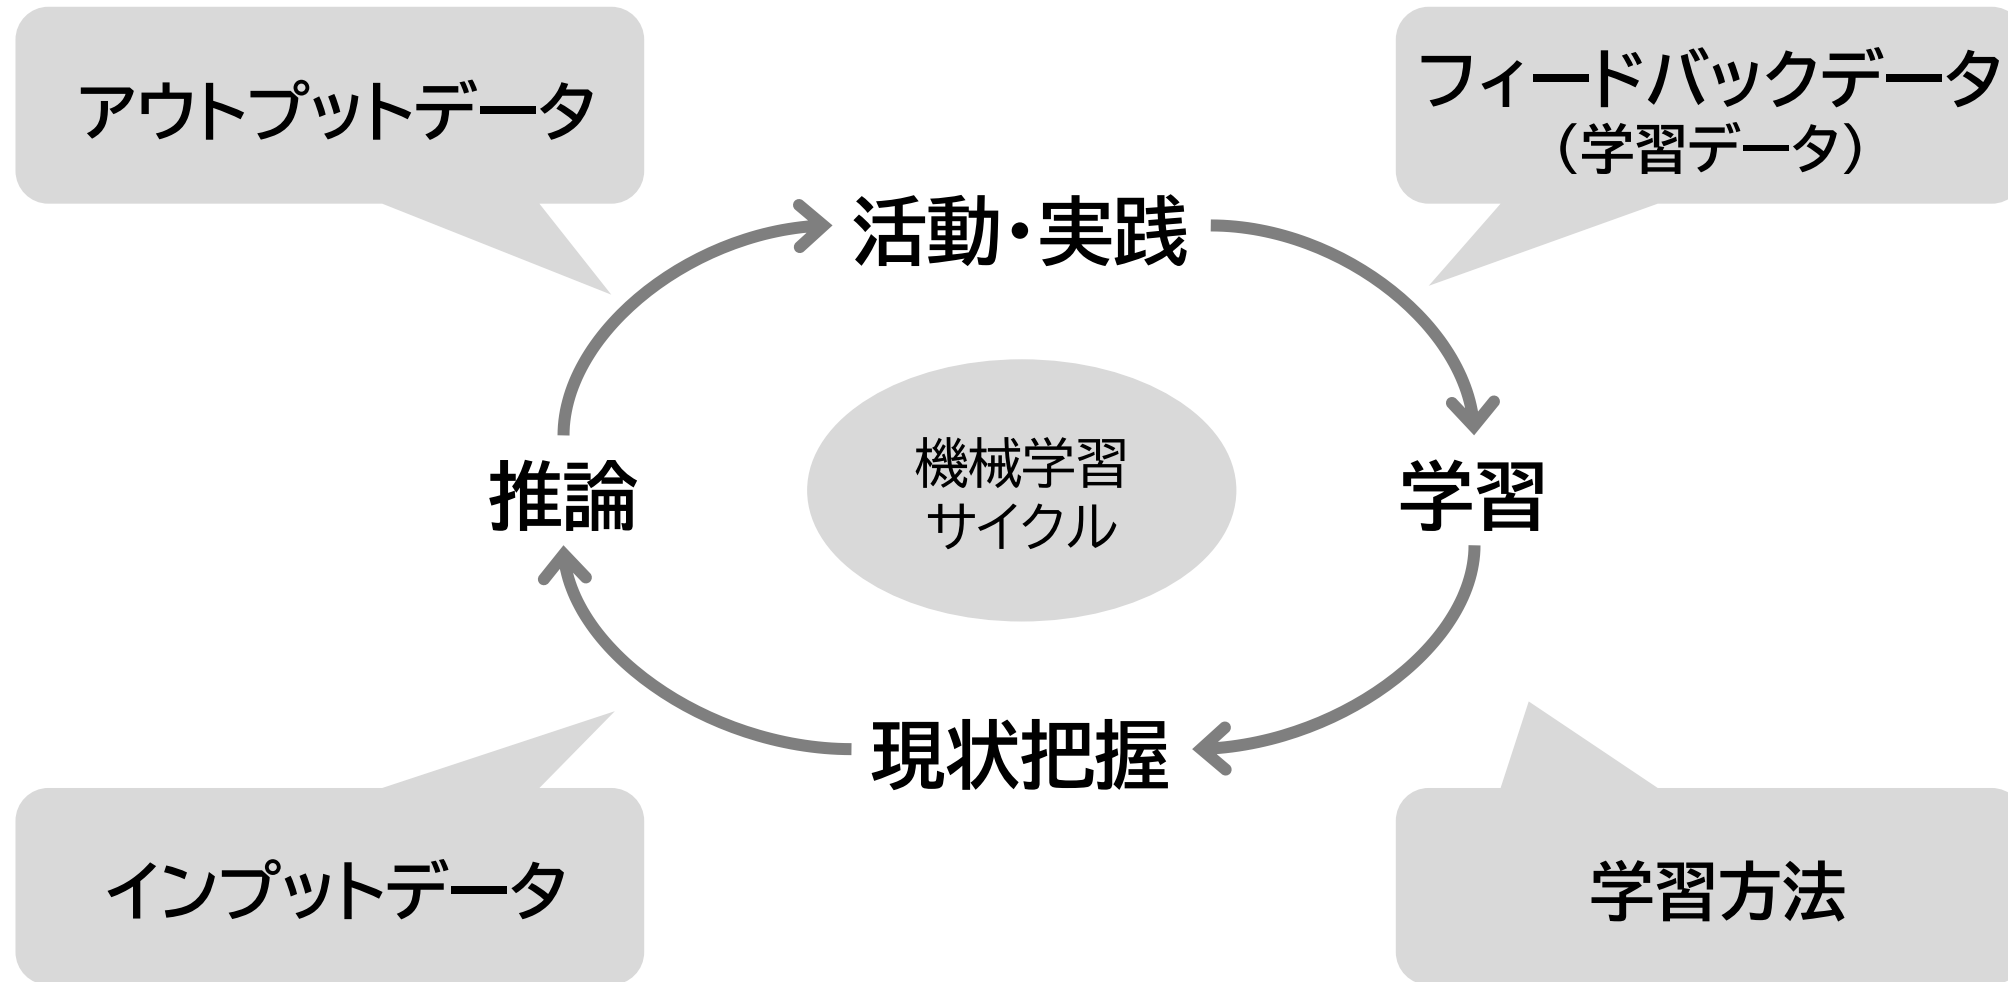 アウトプットデータ
フィードバックデータ
（学習データ）
活動・実践
推論
機械学習
サイクル
学習
現状把握
インプットデータ
学習方法